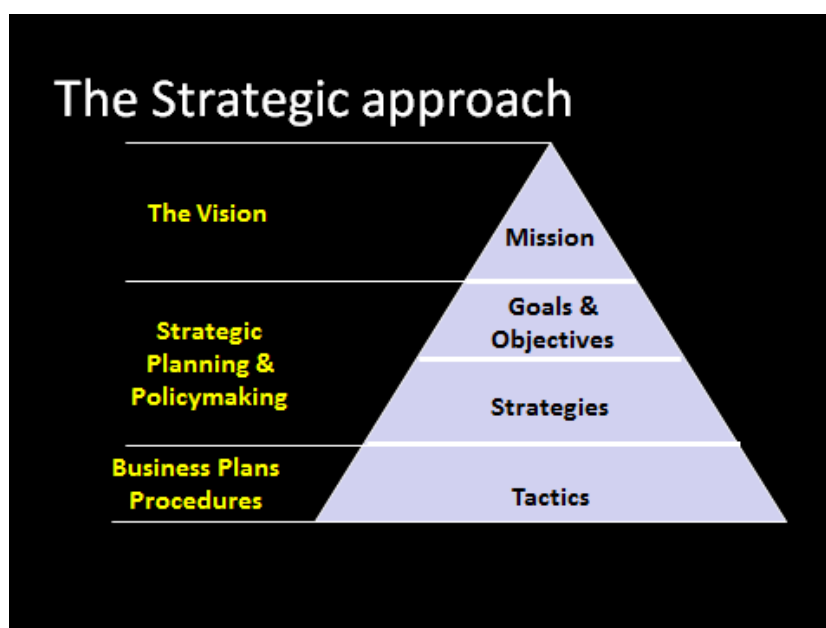 The Strategic approach
The Vision
Mission
Strategic
Planning &
Policymaking
Goals &
Objectives
Strategies
Business Plans
Procedures
Tactics